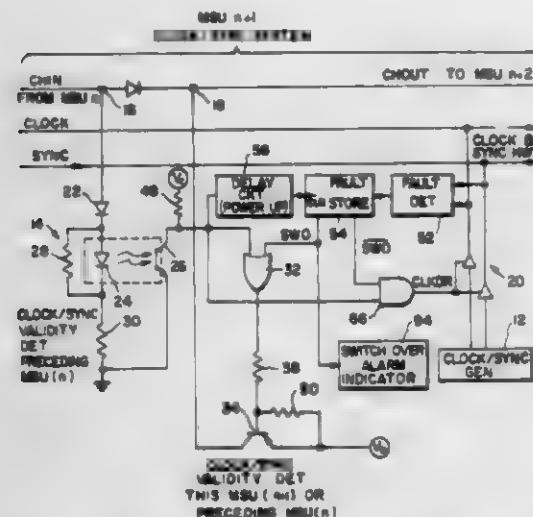 MSU n+1
CHIN
FROM MSU n
16
18
CHOUT TO MSU n+2
CLOCK
SYNC
CLOCK &
22
48
56
DELAY
CKT
(POWER UP)
FAULT
STORE
54
FAULT
DET
52
14
28
26
24
SWO
SWO
32
CLKDR
20
66
30
CLOCK/SYNC
VALIDITY
DET
PRECEDING
MSU(n)
38
64
SWITCH OVER
ALARM
INDICATOR
12
CLOCK/SYNC
GEN
VALIDITY DET
THIS MSU (n+1) OR
PRECEDING MSU(n)